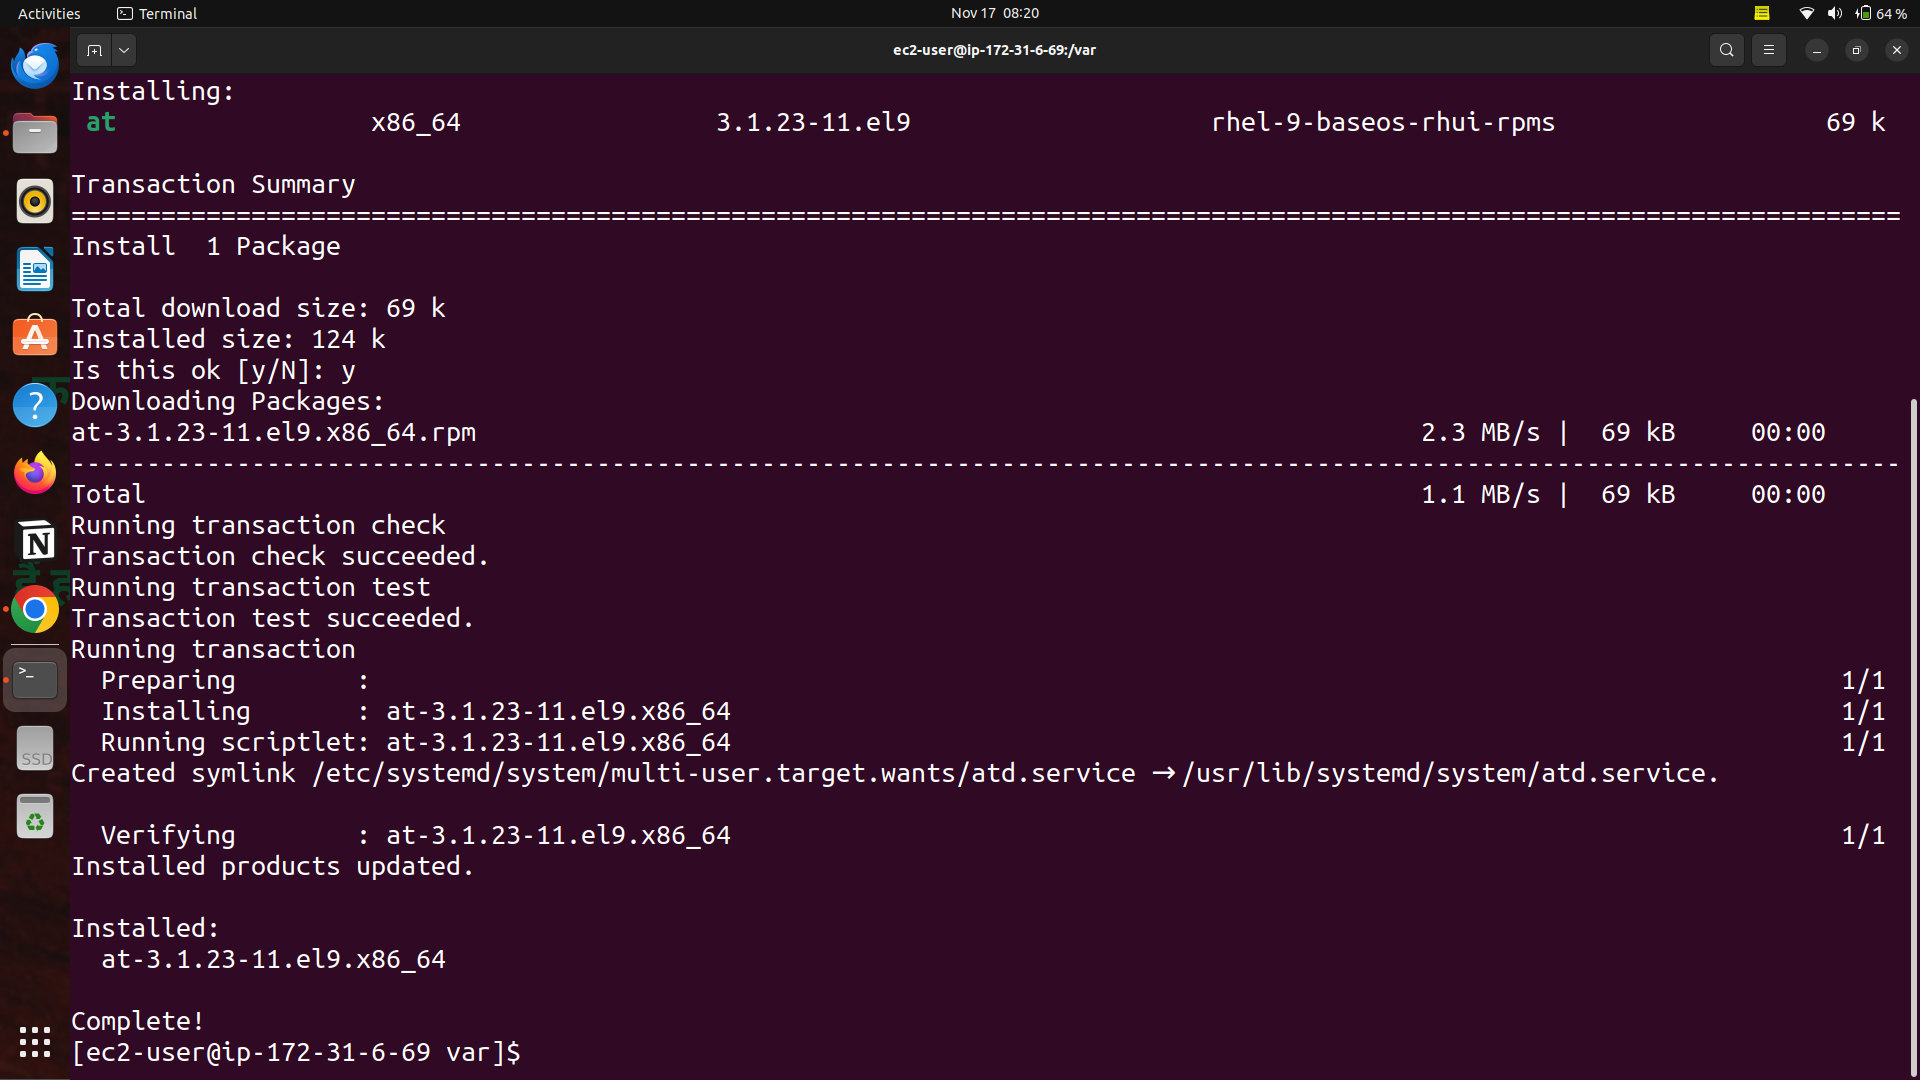 Activities Terminal Nov 17 08:20 64 %
ec2-user@ip-172-31-6-69:/var
Installing:
at x86_64 3.1.23-11.el9 rhel-9-baseos-rhui-rpms 69 k
Transaction Summary
==========================================================================================================================
Install 1 Package
Total download size: 69 k
Installed size: 124 k
Is this ok [y/N]: y
Downloading Packages:
at-3.1.23-11.el9.x86_64.rpm 2.3 MB/s | 69 kB 00:00
--------------------------------------------------------------------------------------------------------------------------
Total 1.1 MB/s | 69 kB 00:00
Running transaction check
Transaction check succeeded.
Running transaction test
Transaction test succeeded.
Running transaction
Preparing : 1/1
Installing : at-3.1.23-11.el9.x86_64 1/1
Running scriptlet: at-3.1.23-11.el9.x86_64 1/1
Created symlink /etc/systemd/system/multi-user.target.wants/atd.service → /usr/lib/systemd/system/atd.service.
Verifying : at-3.1.23-11.el9.x86_64 1/1
Installed products updated.
Installed:
at-3.1.23-11.el9.x86_64
Complete!
[ec2-user@ip-172-31-6-69 var]$
SSD